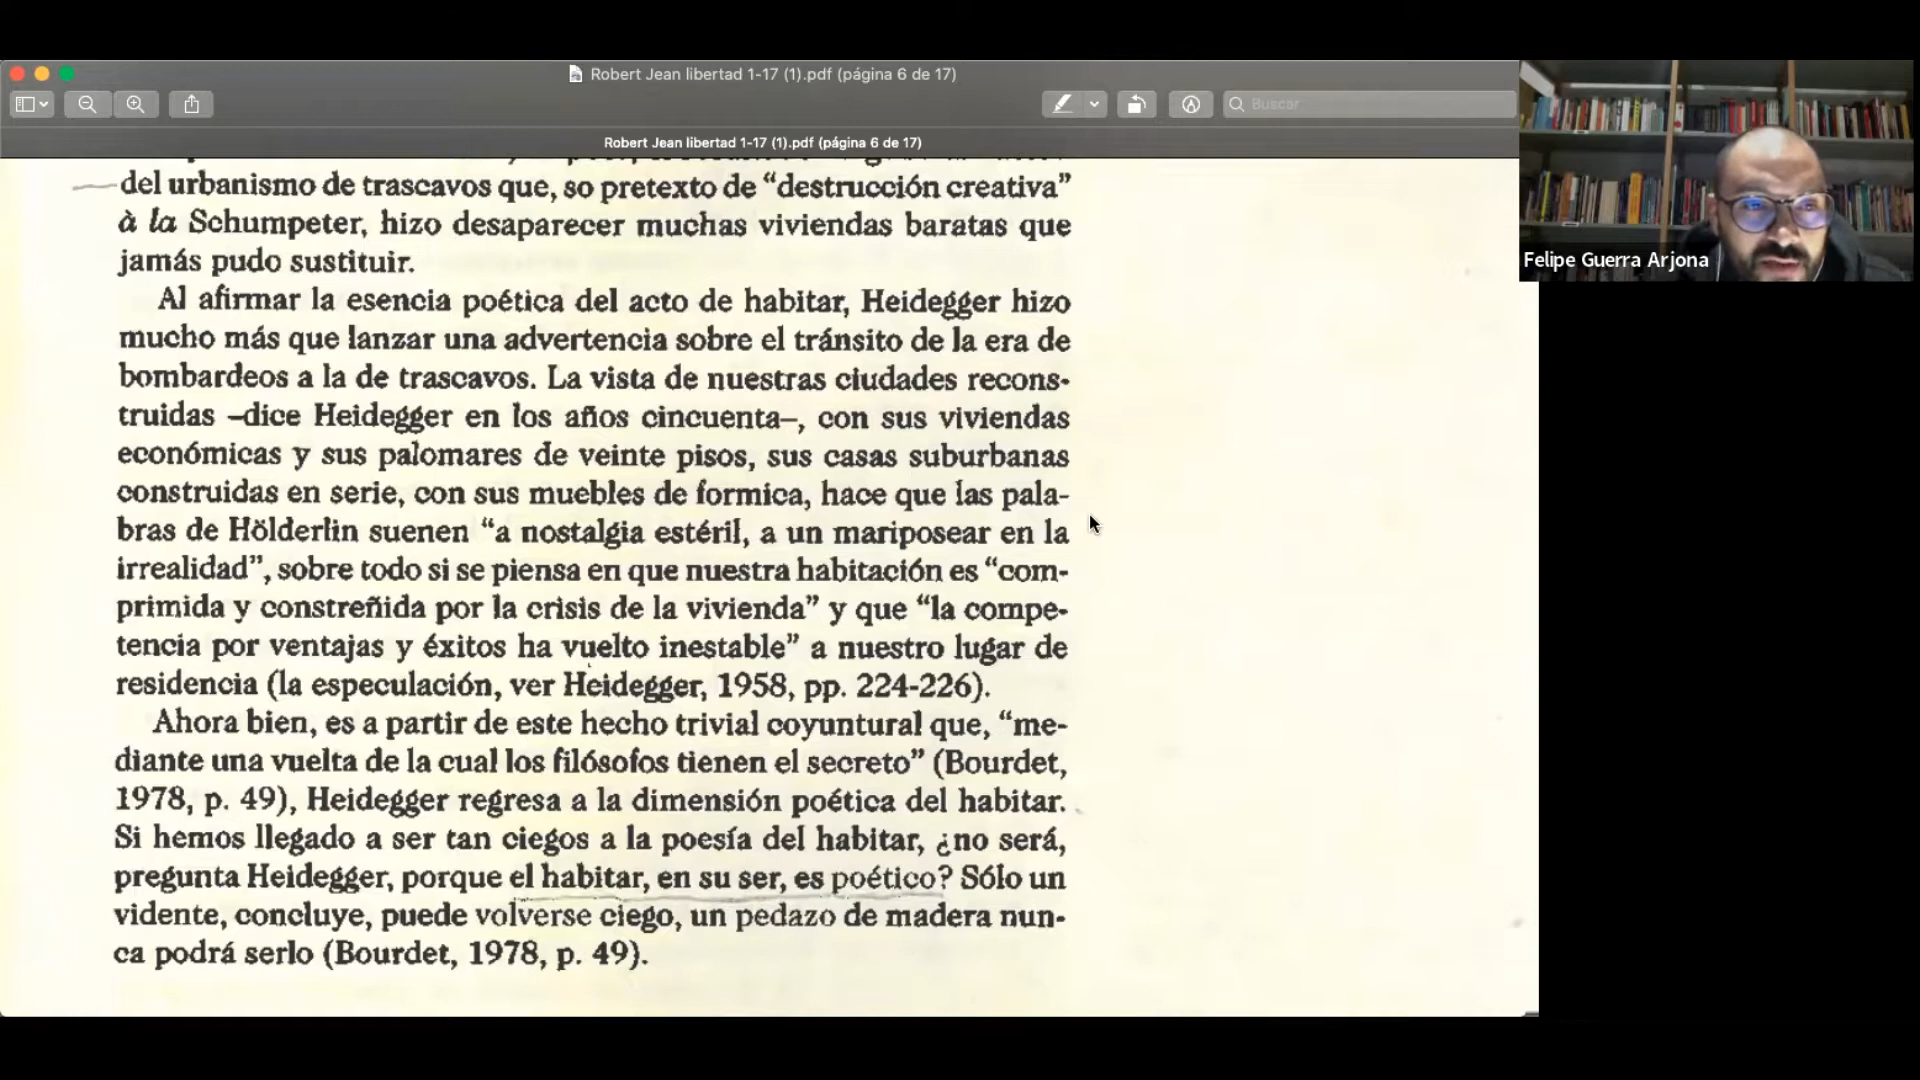 Robert Jean libertad 1-17 (1).pdf (página 6 de 17)
Buscar
Robert Jean libertad 1-17 (1).pdf (página 6 de 17)
del urbanismo de trascavos que, so pretexto de “destrucción creativa”
à la Schumpeter, hizo desaparecer muchas viviendas baratas que
jamás pudo sustituir.
Al afirmar la esencia poética del acto de habitar, Heidegger hizo
mucho más que lanzar una advertencia sobre el tránsito de la era de
bombardeos a la de trascavos. La vista de nuestras ciudades recons-
truidas –dice Heidegger en los años cincuenta–, con sus viviendas
económicas y sus palomares de veinte pisos, sus casas suburbanas
construidas en serie, con sus muebles de formica, hace que las pala-
bras de Hölderlin suenen “a nostalgia estéril, a un mariposear en la
irrealidad”, sobre todo si se piensa en que nuestra habitación es “com-
primida y constreñida por la crisis de la vivienda” y que “la compe-
tencia por ventajas y éxitos ha vuelto inestable” a nuestro lugar de
residencia (la especulación, ver Heidegger, 1958, pp. 224-226).
Ahora bien, es a partir de este hecho trivial coyuntural que, “me-
diante una vuelta de la cual los filósofos tienen el secreto” (Bourdet,
1978, p. 49), Heidegger regresa a la dimensión poética del habitar.
Si hemos llegado a ser tan ciegos a la poesía del habitar, ¿no será,
pregunta Heidegger, porque el habitar, en su ser, es poético? Sólo un
vidente, concluye, puede volverse ciego, un pedazo de madera nun-
ca podrá serlo (Bourdet, 1978, p. 49).
Felipe Guerra Arjona